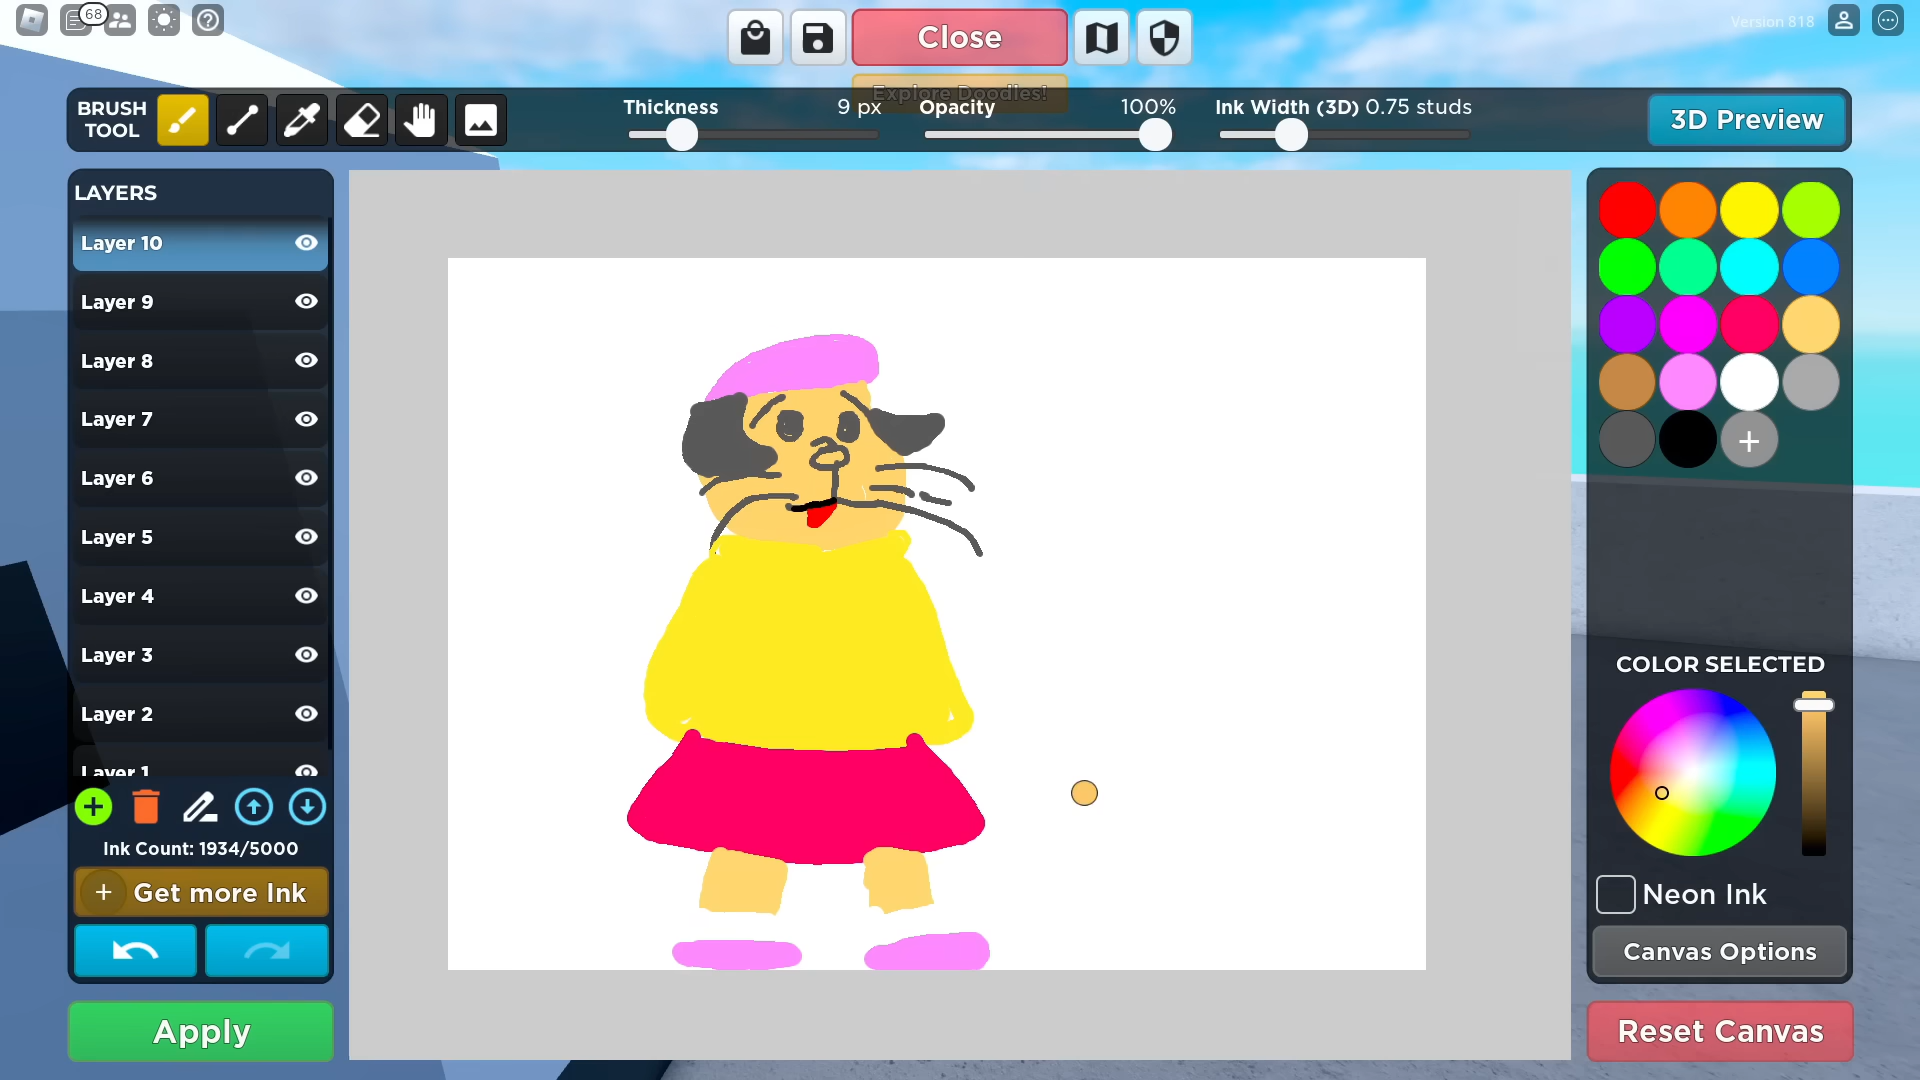 68
Close
Version 818
Explore Doodles!
BRUSH
TOOL
Thickness 9 px
Opacity 100%
Ink Width (3D) 0.75 studs
3D Preview
LAYERS
Layer 10
Layer 9
Layer 8
Layer 7
Layer 6
Layer 5
Layer 4
Layer 3
Layer 2
Layer 1
Ink Count: 1934/5000
+ Get more Ink
Apply
+
COLOR SELECTED
Neon Ink
Canvas Options
Reset Canvas